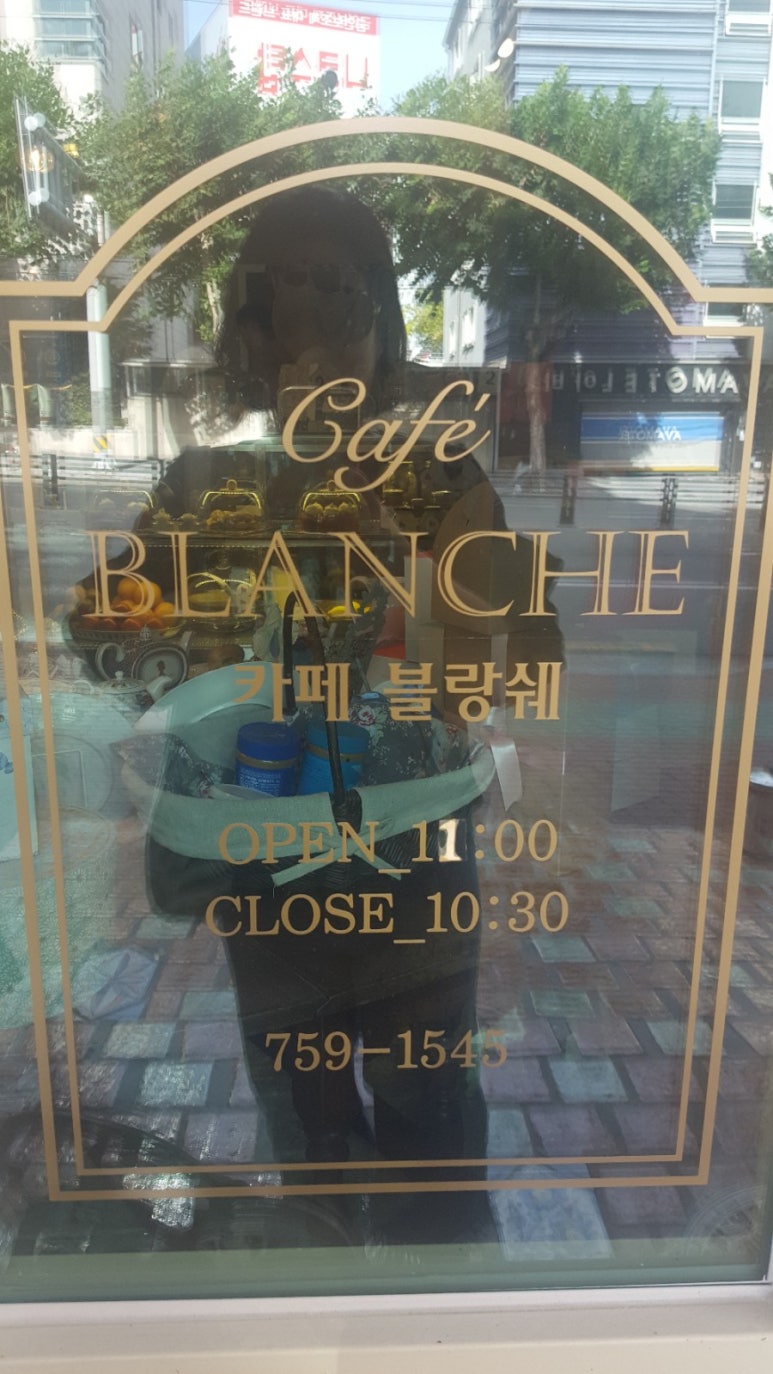 Café
BLANCHE
카페 블랑쉐
OPEN_11:00
CLOSE_10:30
759-1545